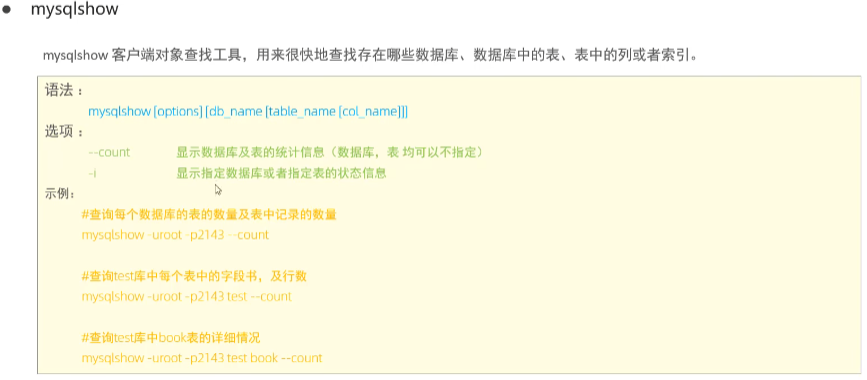 ● mysqlshow
mysqlshow 客户端对象查找工具，用来很快地查找存在哪些数据库、数据库中的表、表中的列或者索引。
语法：
mysqlshow [options] [db_name [table_name [col_name]]]
选项：
--count 显示数据库及表的统计信息（数据库，表 均可以不指定）
-i 显示指定数据库或者指定表的状态信息
示例：
#查询每个数据库的表的数量及表中记录的数量
mysqlshow -uroot -p2143 --count
#查询test库中每个表中的字段书，及行数
mysqlshow -uroot -p2143 test --count
#查询test库中book表的详细情况
mysqlshow -uroot -p2143 test book --count